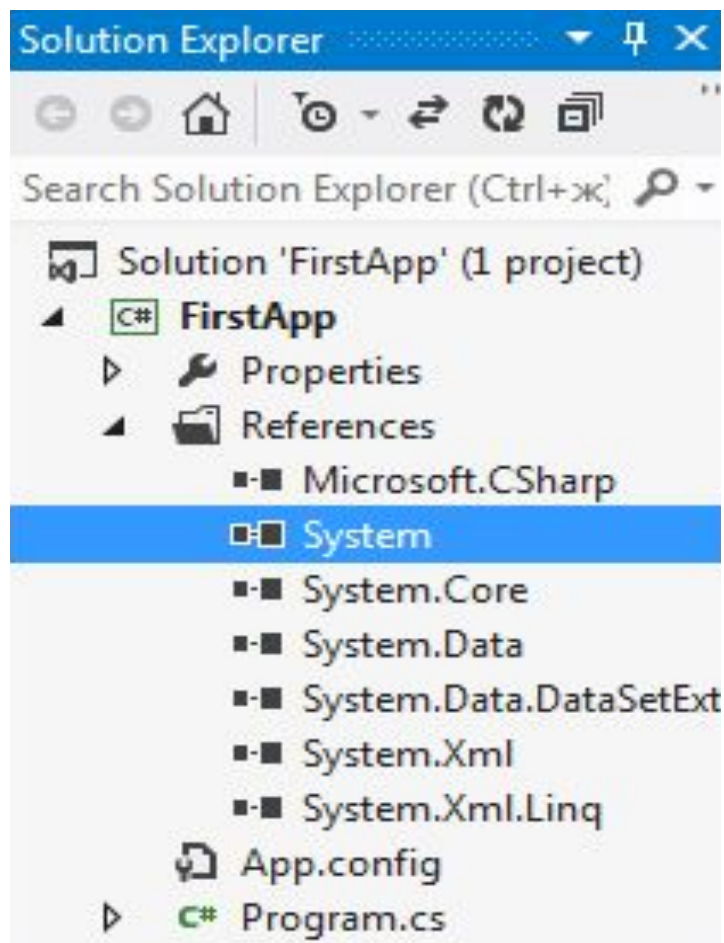 Solution Explorer
Search Solution Explorer (Ctrl+ж)
Solution 'FirstApp' (1 project)
C# FirstApp
Properties
References
Microsoft.CSharp
System
System.Core
System.Data
System.Data.DataSetExt
System.Xml
System.Xml.Linq
App.config
C# Program.cs